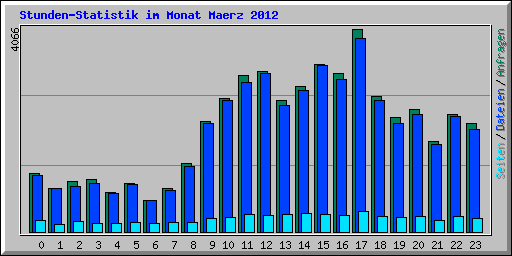 Stunden-Statistik im Monat Maerz 2012
4066
Seiten / Dateien / Anfragen
0 1 2 3 4 5 6 7 8 9 10 11 12 13 14 15 16 17 18 19 20 21 22 23